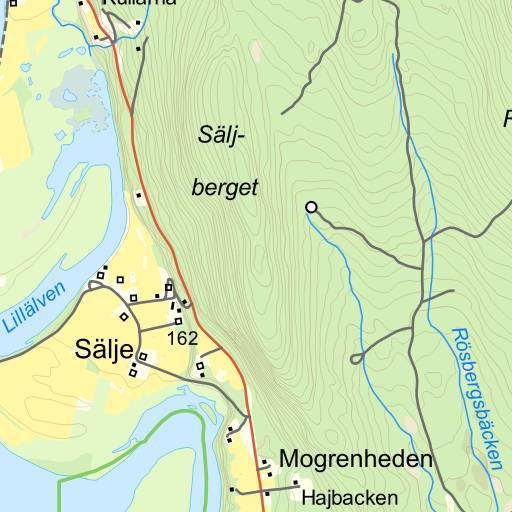 Kullarna
Sälj-
berget
Lillälven
Sälje
162
Rösbergsbäcken
Mogrenheden
Hajbacken